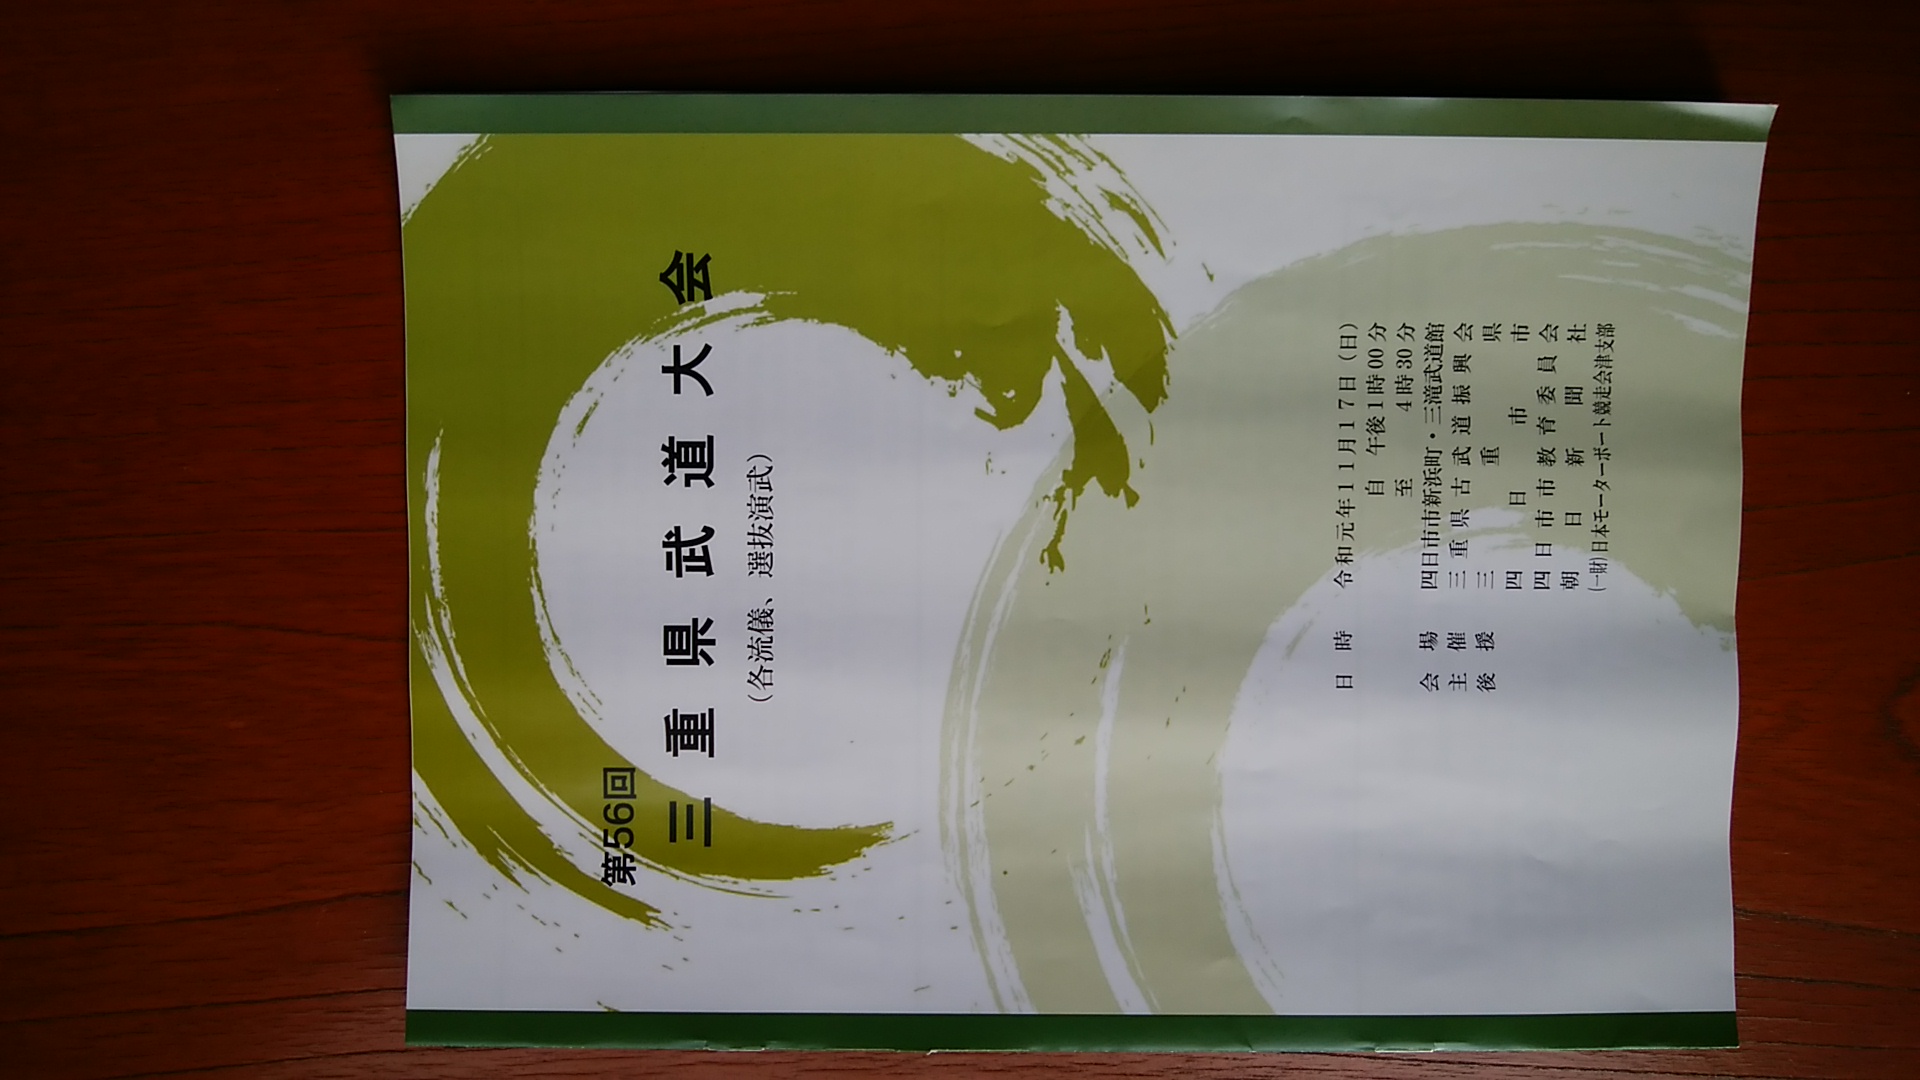 第56回
三重県武道大会
（各流儀、選抜演武）
日時 令和元年11月17日（日）
自 午後1時00分
至 4時30分
会場 四日市市新浜町・三滝武道館
主催 三重県古武道振興会
後援 三重県
四日市市
四日市市教育委員会
朝日新聞社
(一財)日本モーターボート競走会津支部